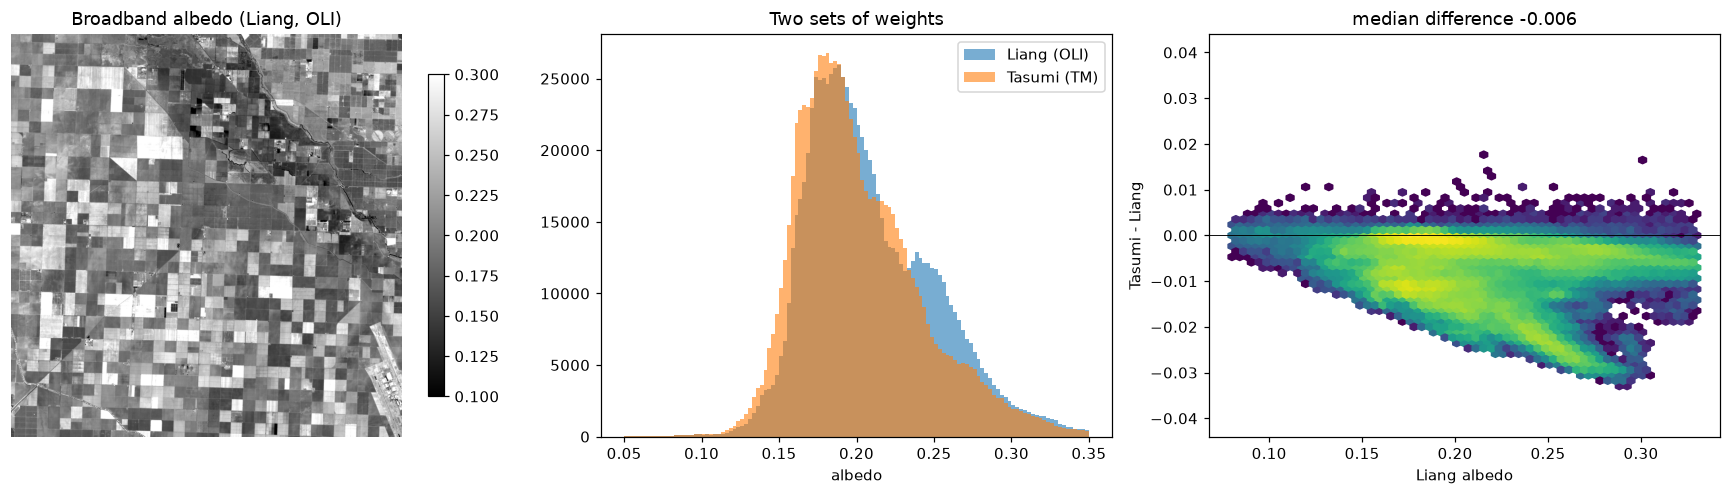 Broadband albedo (Liang, OLI)
0.300
0.275
0.250
0.225
0.200
0.175
0.150
0.125
0.100
Two sets of weights
Liang (OLI)
Tasumi (TM)
25000
20000
15000
10000
5000
0
0.05 0.10 0.15 0.20 0.25 0.30 0.35
albedo
median difference -0.006
Tasumi - Liang
0.04
0.03
0.02
0.01
0.00
−0.01
−0.02
−0.03
−0.04
0.10 0.15 0.20 0.25 0.30
Liang albedo